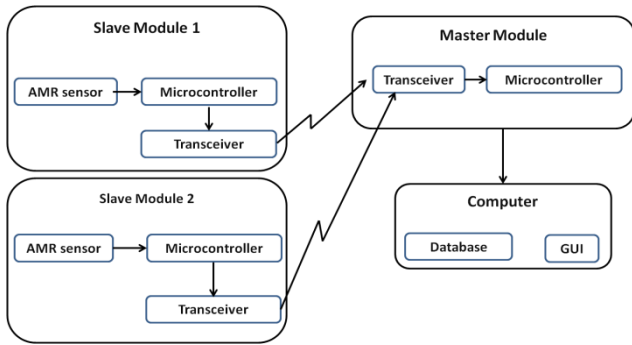 Slave Module 1
AMR sensor
Microcontroller
Transceiver
Slave Module 2
AMR sensor
Microcontroller
Transceiver
Master Module
Transceiver
Microcontroller
Computer
Database
GUI